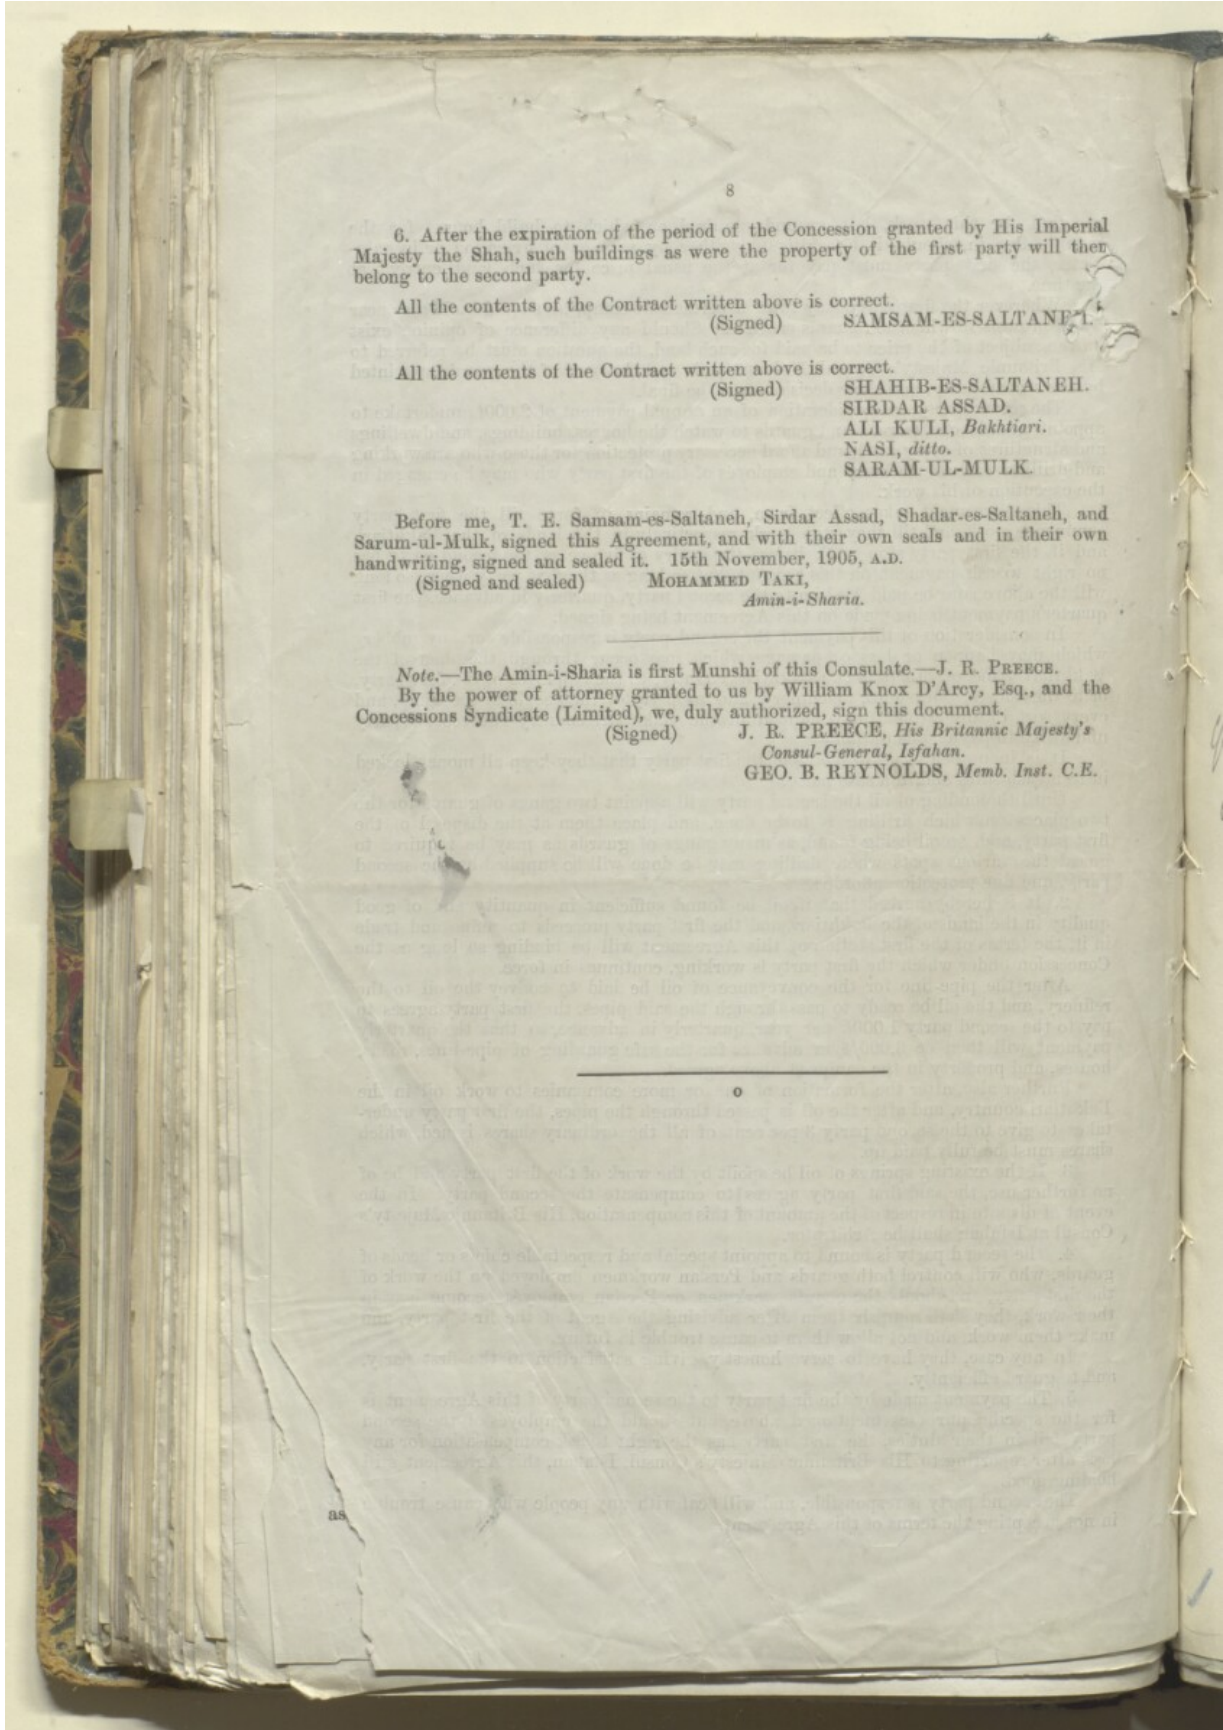 8
6. After the expiration of the period of the Concession granted by His Imperial
Majesty the Shah, such buildings as were the property of the first party will then
belong to the second party.
All the contents of the Contract written above is correct.
(Signed) SAMSAM-ES-SALTANEH.
All the contents of the Contract written above is correct.
(Signed) SHAHIB-ES-SALTANEH.
SIRDAR ASSAD.
ALI KULI, Bakhtiari.
NASI, ditto.
SARAM-UL-MULK.
Before me, T. E. Samsam-es-Saltaneh, Sirdar Assad, Shadar-es-Saltaneh, and
Sarum-ul-Mulk, signed this Agreement, and with their own seals and in their own
handwriting, signed and sealed it. 15th November, 1905, A.D.
(Signed and sealed) MOHAMMED TAKI,
Amin-i-Sharia.
Note.—The Amin-i-Sharia is first Munshi of this Consulate.—J. R. PREECE.
By the power of attorney granted to us by William Knox D'Arcy, Esq., and the
Concessions Syndicate (Limited), we, duly authorized, sign this document.
(Signed) J. R. PREECE, His Britannic Majesty's
Consul-General, Isfahan.
GEO. B. REYNOLDS, Memb. Inst. C.E.
o
as